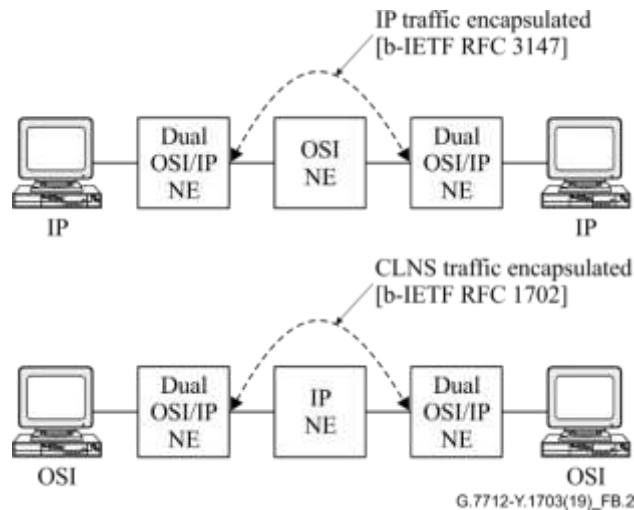 IP traffic encapsulated
[b-IETF RFC 3147]
Dual
OSI/IP
NE
OSI
NE
Dual
OSI/IP
NE
IP
IP
CLNS traffic encapsulated
[b-IETF RFC 1702]
Dual
OSI/IP
NE
IP
NE
Dual
OSI/IP
NE
OSI
OSI
G.7712-Y.1703(19)_FB.2